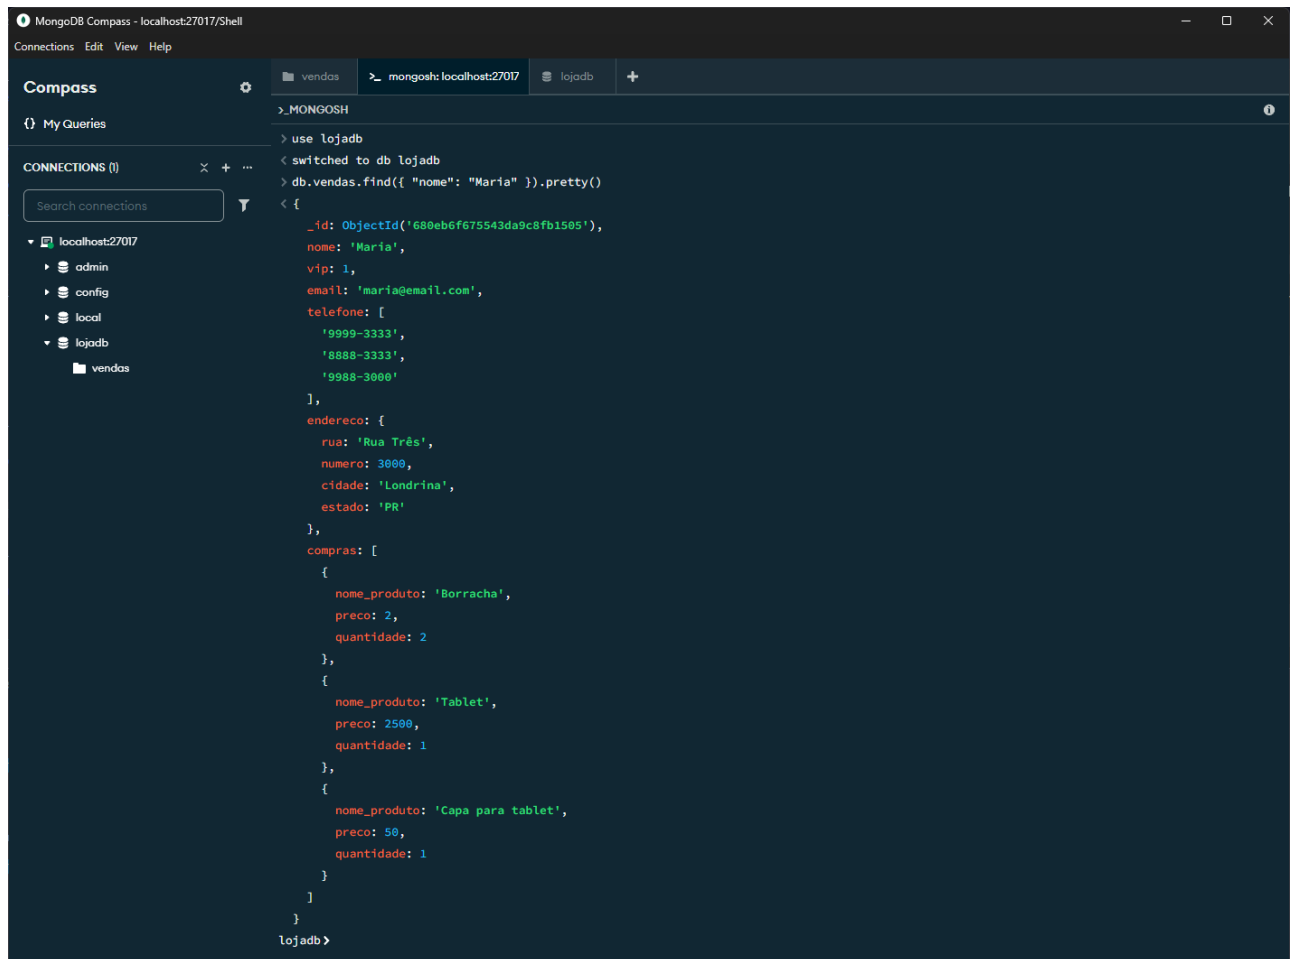 MongoDB Compass - localhost:27017/Shell
Connections Edit View Help
Compass
{} My Queries
CONNECTIONS (1)
Search connections
localhost:27017
admin
config
local
lojadb
vendas
vendas
>_ mongosh: localhost:27017
lojadb
>_MONGOSH
> use lojadb
< switched to db lojadb
> db.vendas.find({ "nome": "Maria" }).pretty()
< {
_id: ObjectId('680eb6f675543da9c8fb1505'),
nome: 'Maria',
vip: 1,
email: 'maria@email.com',
telefone: [
'9999-3333',
'8888-3333',
'9988-3000'
],
endereco: {
rua: 'Rua Três',
numero: 3000,
cidade: 'Londrina',
estado: 'PR'
},
compras: [
{
nome_produto: 'Borracha',
preco: 2,
quantidade: 2
},
{
nome_produto: 'Tablet',
preco: 2500,
quantidade: 1
},
{
nome_produto: 'Capa para tablet',
preco: 50,
quantidade: 1
}
]
}
lojadb>